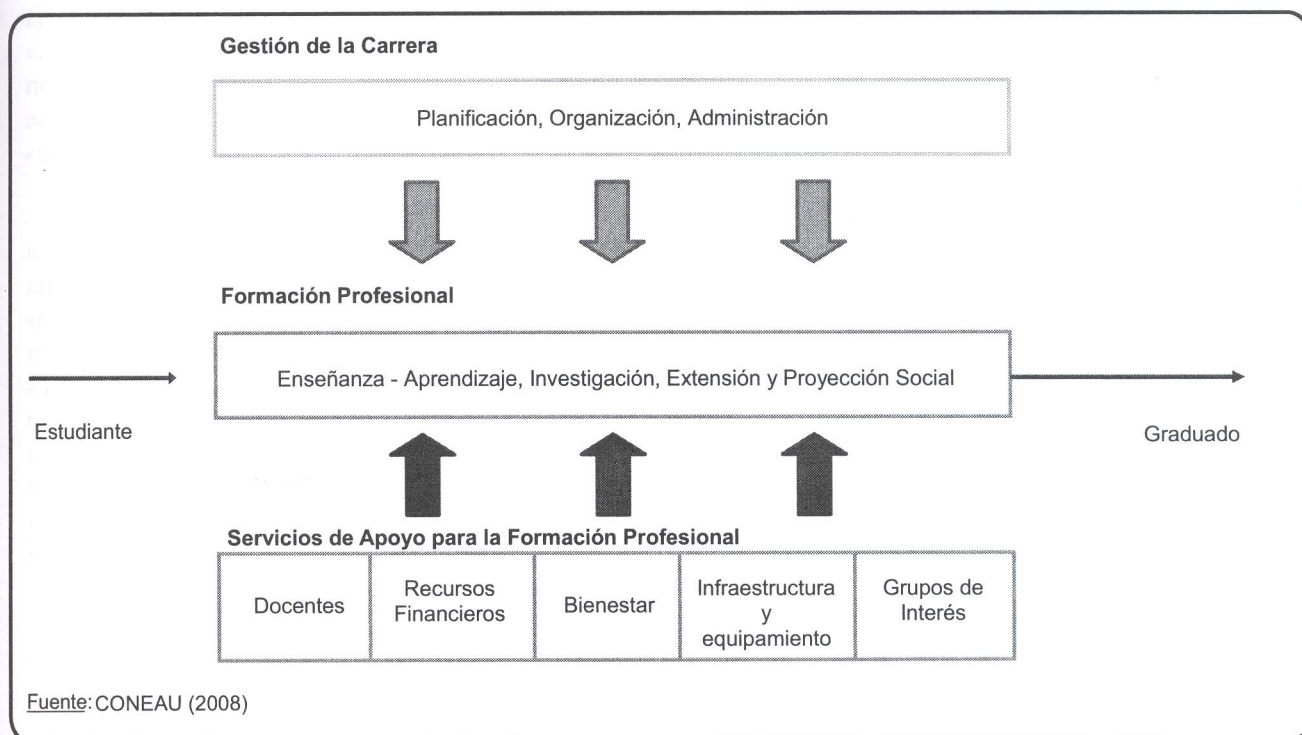 Gestión de la Carrera
Planificación, Organización, Administración
Formación Profesional
Enseñanza - Aprendizaje, Investigación, Extensión y Proyección Social
Estudiante
Graduado
Servicios de Apoyo para la Formación Profesional
Docentes
Recursos
Financieros
Bienestar
Infraestructura
y
equipamiento
Grupos de
Interés
Fuente: CONEAU (2008)